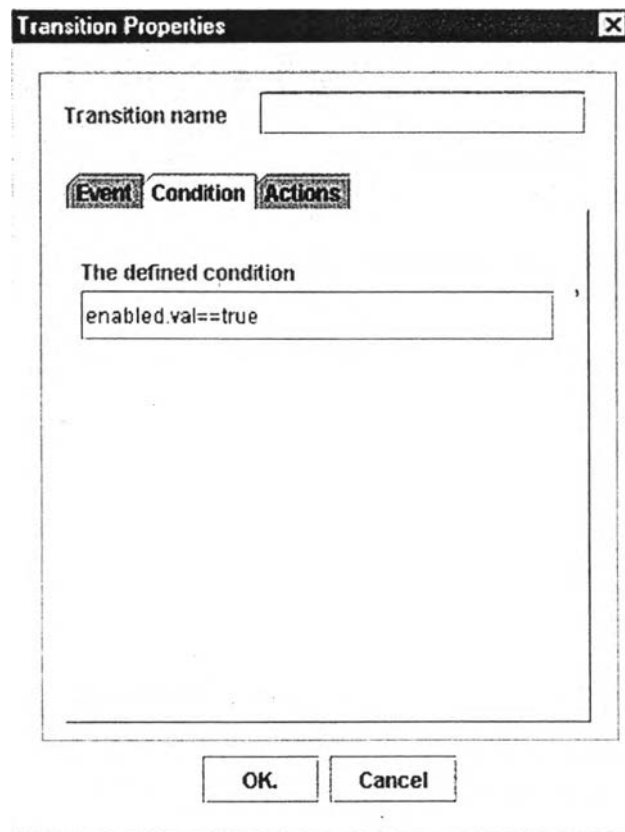 Transition Properties
Transition name
Event Condition Actions
The defined condition
enabled.val==true
OK. Cancel